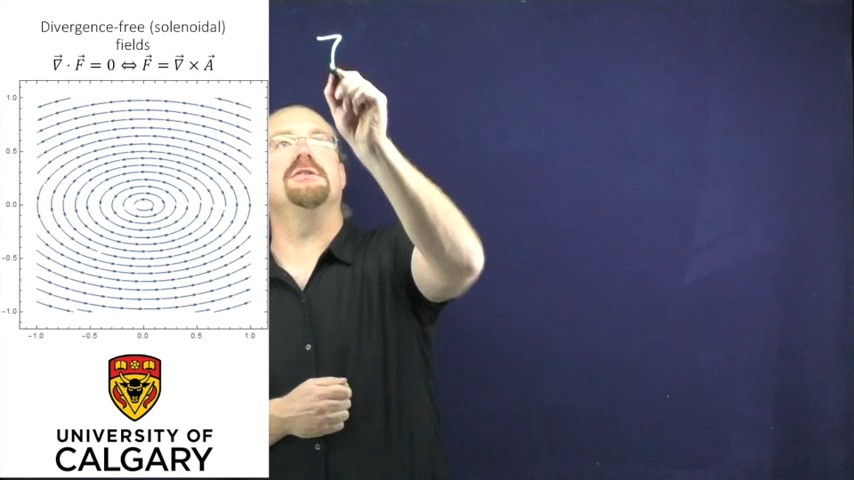 Divergence-free (solenoidal)
fields
∇⃗ · F⃗ = 0 ⇔ F⃗ = ∇⃗ × A⃗
1.0
0.5
0.0
-0.5
-1.0
-1.0 -0.5 0.0 0.5 1.0
UNIVERSITY OF
CALGARY